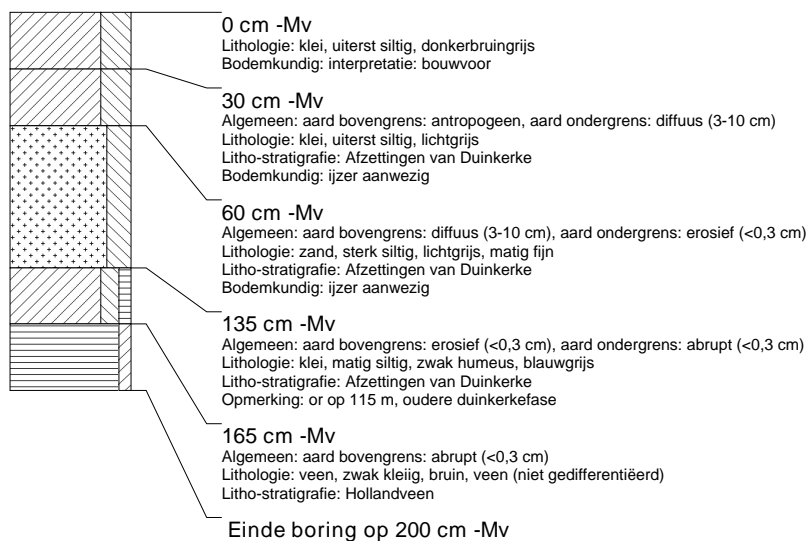 0 cm -Mv
Lithologie: klei, uiterst siltig, donkerbruingrijs
Bodemkundig: interpretatie: bouwvoor
30 cm -Mv
Algemeen: aard bovengrens: antropogeen, aard ondergrens: diffuus (3-10 cm)
Lithologie: klei, uiterst siltig, lichtgrijs
Litho-stratigrafie: Afzettingen van Duinkerke
Bodemkundig: ijzer aanwezig
60 cm -Mv
Algemeen: aard bovengrens: diffuus (3-10 cm), aard ondergrens: erosief (<0,3 cm)
Lithologie: zand, sterk siltig, lichtgrijs, matig fijn
Litho-stratigrafie: Afzettingen van Duinkerke
Bodemkundig: ijzer aanwezig
135 cm -Mv
Algemeen: aard bovengrens: erosief (<0,3 cm), aard ondergrens: abrupt (<0,3 cm)
Lithologie: klei, matig siltig, zwak humeus, blauwgrijs
Litho-stratigrafie: Afzettingen van Duinkerke
Opmerking: or op 115 m, oudere duinkerkefase
165 cm -Mv
Algemeen: aard bovengrens: abrupt (<0,3 cm)
Lithologie: veen, zwak kleiig, bruin, veen (niet gedifferentiëerd)
Litho-stratigrafie: Hollandveen
Einde boring op 200 cm -Mv